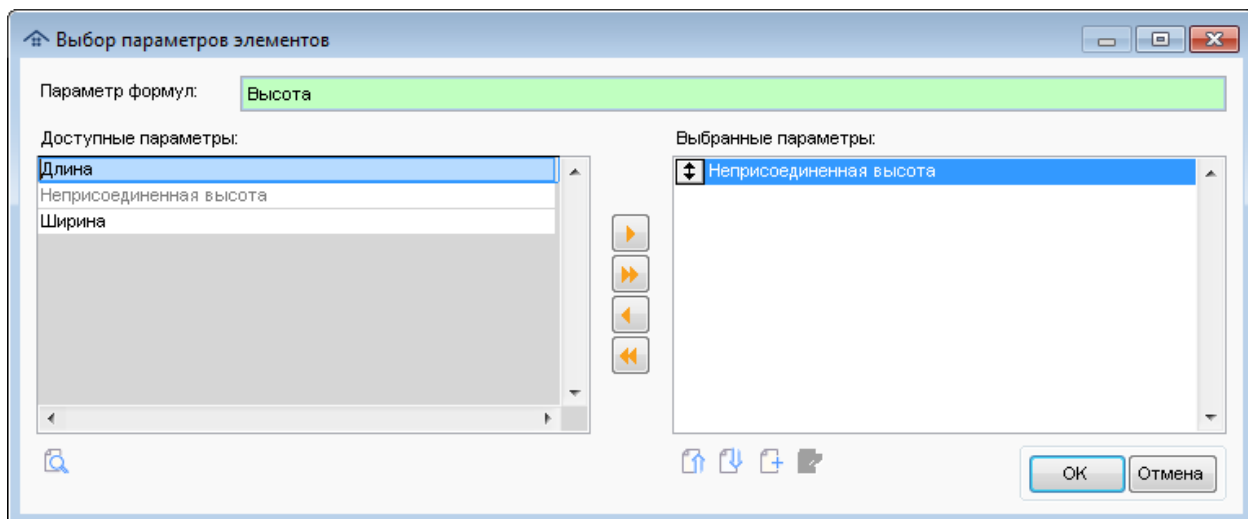 Выбор параметров элементов
Параметр формул:
Высота
Доступные параметры:
Длина
Неприсоединенная высота
Ширина
Выбранные параметры:
Неприсоединенная высота
OK
Отмена